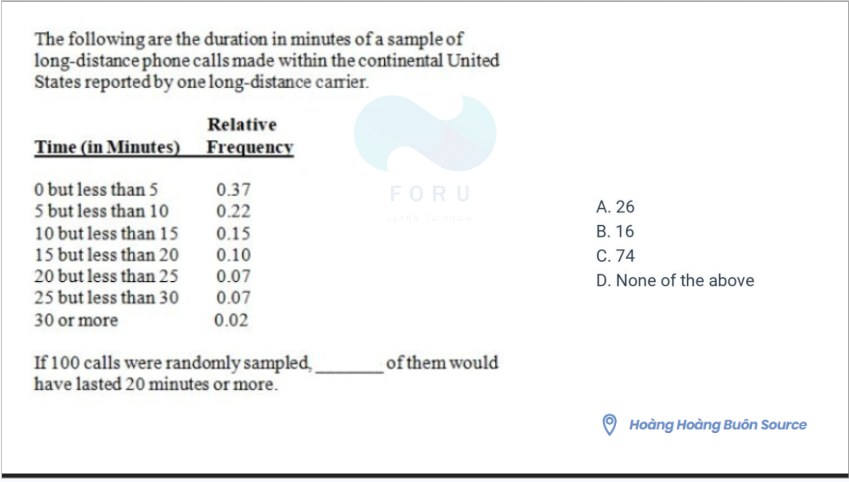 The following are the duration in minutes of a sample of
long-distance phone calls made within the continental United
States reported by one long-distance carrier.
Relative
Time (in Minutes) Frequency
0 but less than 5 0.37
5 but less than 10 0.22
10 but less than 15 0.15
15 but less than 20 0.10
20 but less than 25 0.07
25 but less than 30 0.07
30 or more 0.02
If 100 calls were randomly sampled, _______ of them would
have lasted 20 minutes or more.
FORU
A. 26
B. 16
C. 74
D. None of the above
Hoàng Hoàng Buôn Source